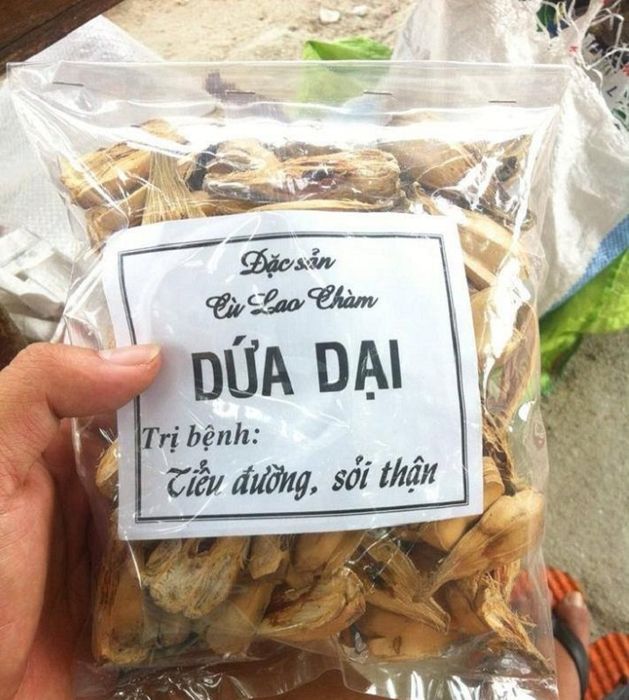 Đặc sản
Cù Lao Chàm
DỨA DẠI
Trị bệnh:
Tiểu đường, sỏi thận